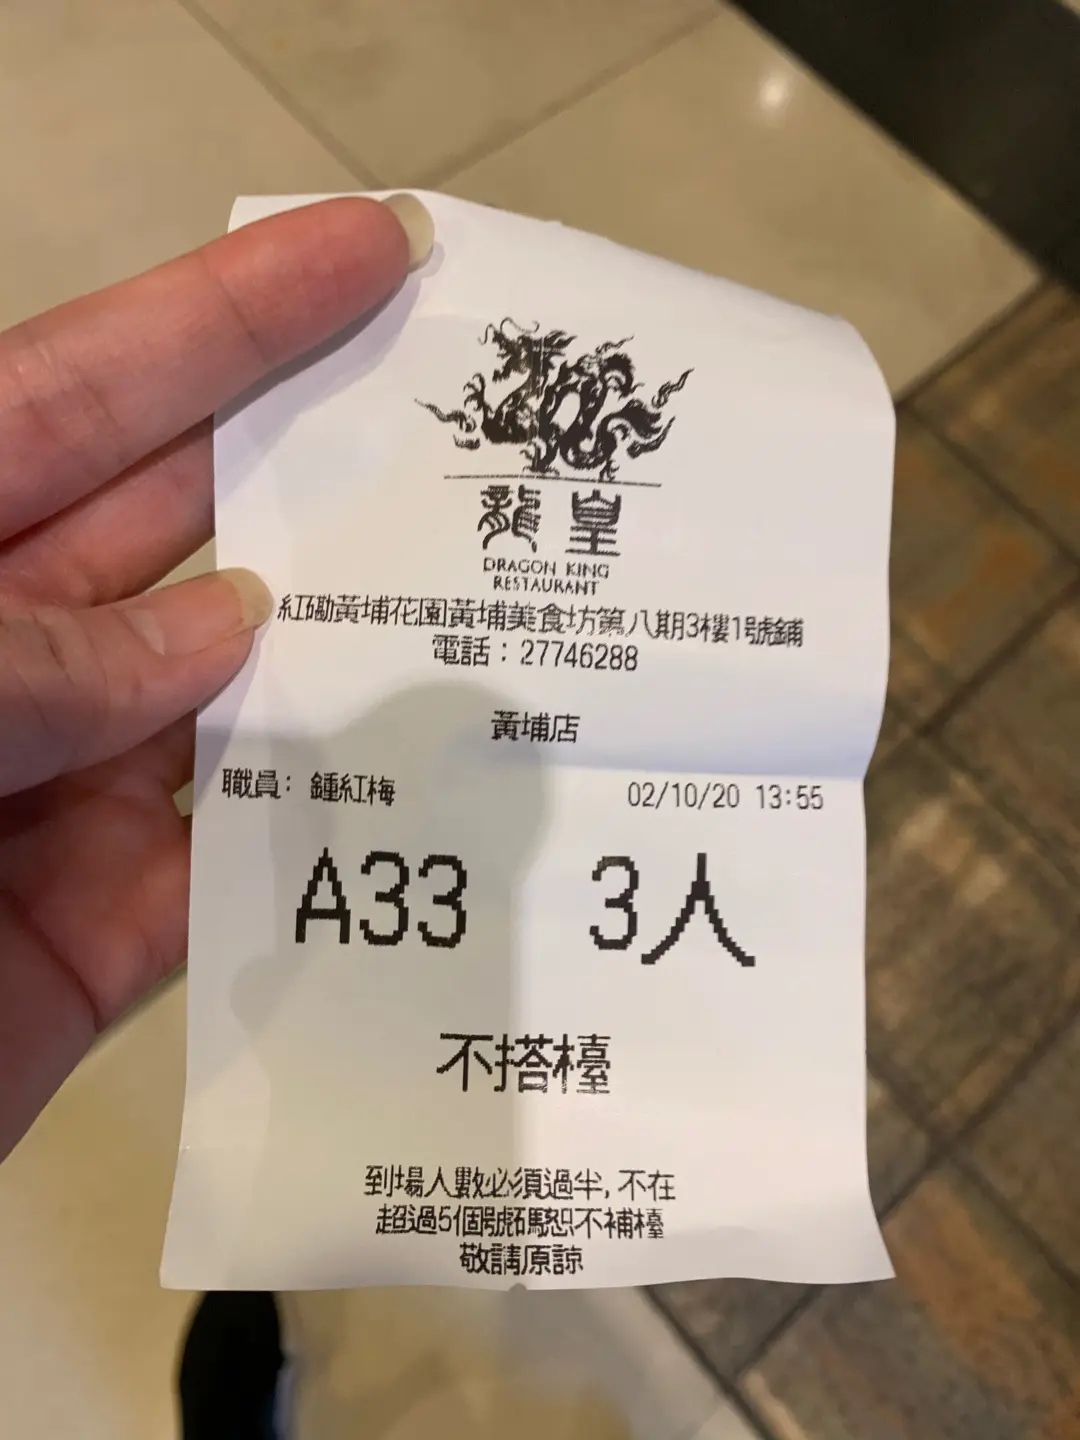 龍皇
DRAGON KING
RESTAURANT
紅磡黃埔花園黃埔美食坊第八期3樓1號鋪
電話：27746288
黃埔店
職員：鍾紅梅 02/10/20 13:55
A33 3人
不搭檯
到場人數必須過半，不在
超過5個號碼恕不補檯
敬請原諒